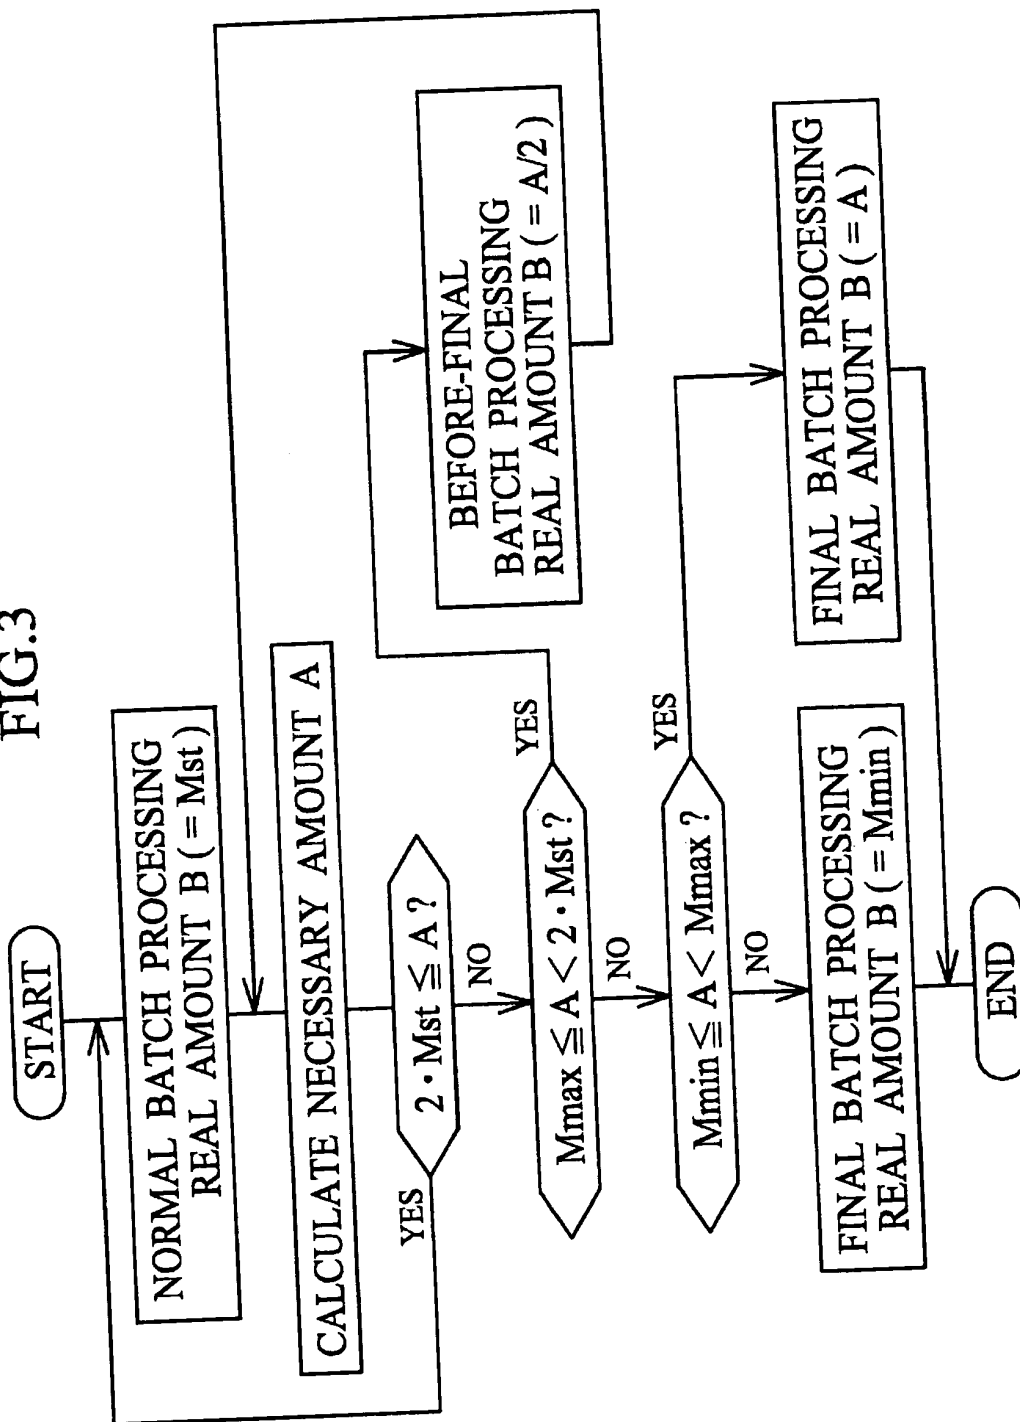 FIG.3
START
NORMAL BATCH PROCESSING
REAL AMOUNT B ( = Mst )
CALCULATE NECESSARY AMOUNT A
2 · Mst ≦ A ?
YES
NO
Mmax ≦ A < 2 · Mst ?
YES
NO
BEFORE-FINAL
BATCH PROCESSING
REAL AMOUNT B ( = A/2 )
Mmin ≦ A < Mmax ?
YES
NO
FINAL BATCH PROCESSING
REAL AMOUNT B ( = Mmin )
FINAL BATCH PROCESSING
REAL AMOUNT B ( = A )
END